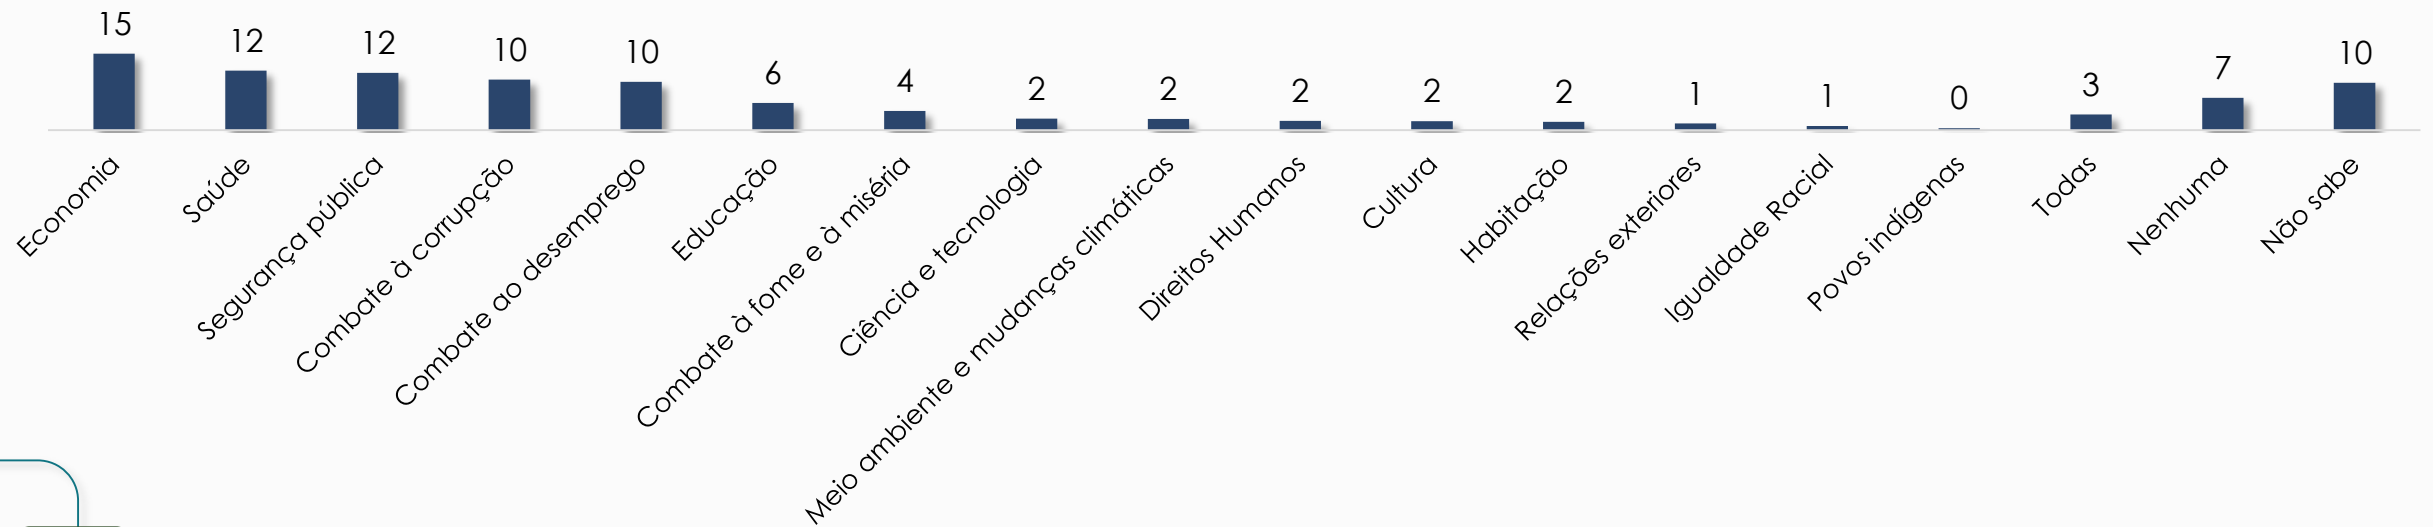 15
12
12
10
10
6
4
2
2
2
2
2
1
1
0
3
7
10
Economia
Saúde
Segurança pública
Combate à corrupção
Combate ao desemprego
Educação
Combate à fome e à miséria
Ciência e tecnologia
Meio ambiente e mudanças climáticas
Direitos Humanos
Cultura
Habitação
Relações exteriores
Igualdade Racial
Povos indígenas
Todas
Nenhuma
Não sabe